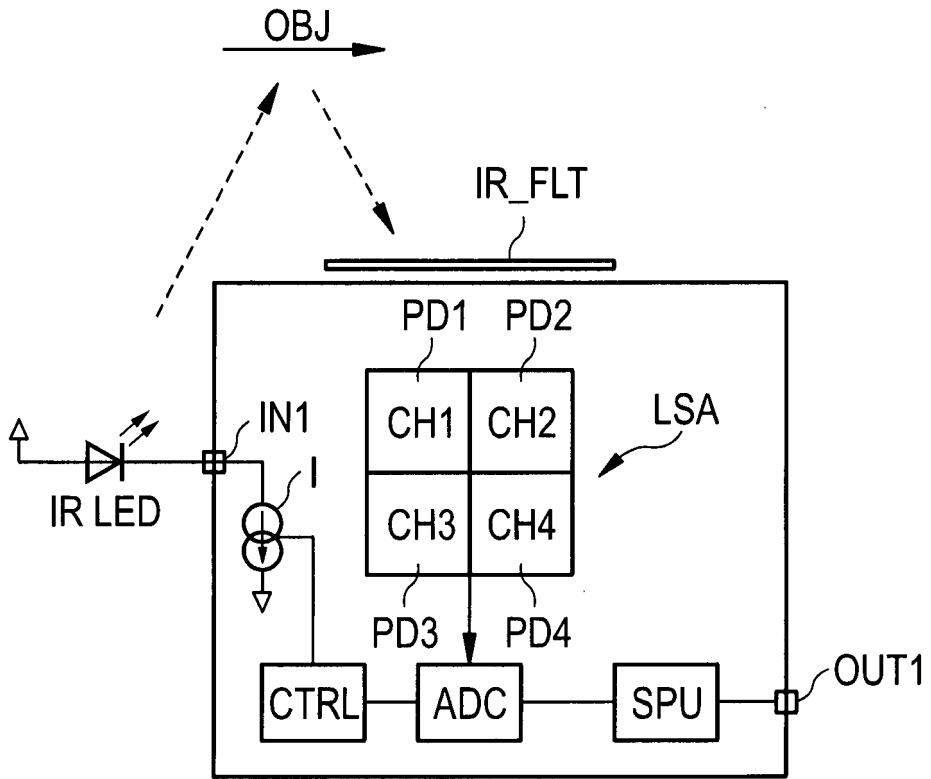 OBJ
IR_FLT
PD1 PD2
CH1 CH2
LSA
IN1
I
IR LED
CH3 CH4
PD3 PD4
CTRL ADC SPU
OUT1